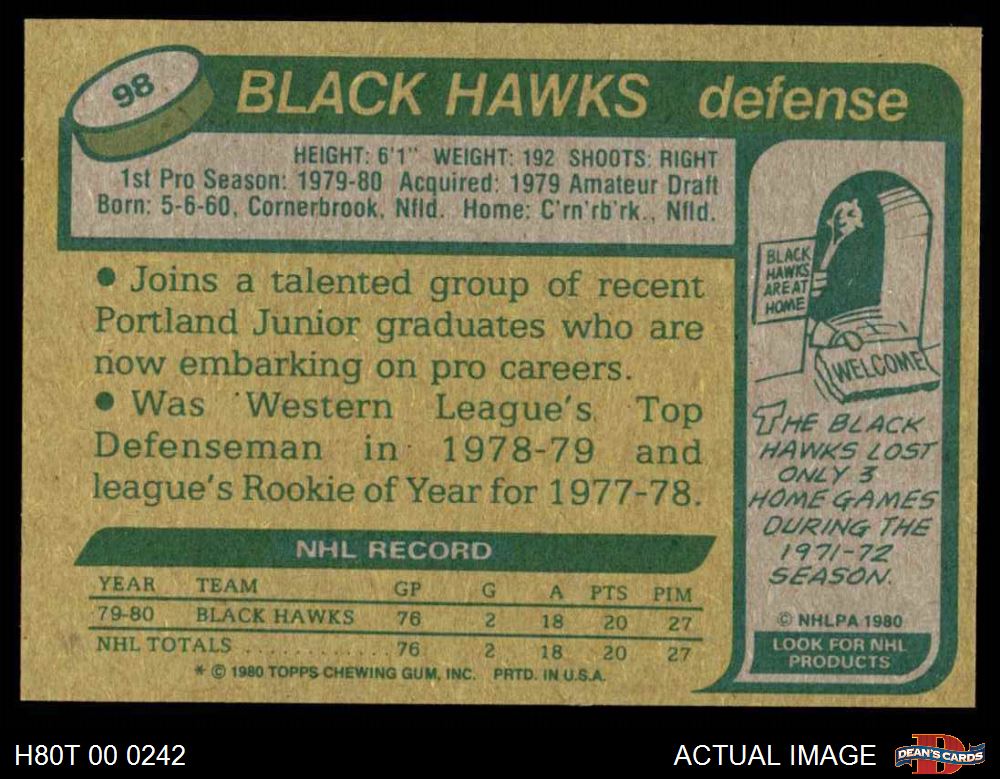 98
BLACK HAWKS defense
HEIGHT: 6'1" WEIGHT: 192 SHOOTS: RIGHT
1st Pro Season: 1979-80 Acquired: 1979 Amateur Draft
Born: 5-6-60, Cornerbrook, Nfld. Home: C'rn'rb'rk., Nfld.
● Joins a talented group of recent
Portland Junior graduates who are
now embarking on pro careers.
● Was Western League's Top
Defenseman in 1978-79 and
league's Rookie of Year for 1977-78.
NHL RECORD
YEAR TEAM GP G A PTS PIM
79-80 BLACK HAWKS 76 2 18 20 27
NHL TOTALS . . . . . . . . . . . . 76 2 18 20 27
* © 1980 TOPPS CHEWING GUM, INC. PRTD. IN U.S.A.
BLACK
HAWKS
ARE AT
HOME
WELCOME
THE BLACK
HAWKS LOST
ONLY 3
HOME GAMES
DURING THE
1971-72
SEASON.
© NHLPA 1980
LOOK FOR NHL
PRODUCTS
H80T 00 0242
ACTUAL IMAGE
D
DEAN'S CARDS